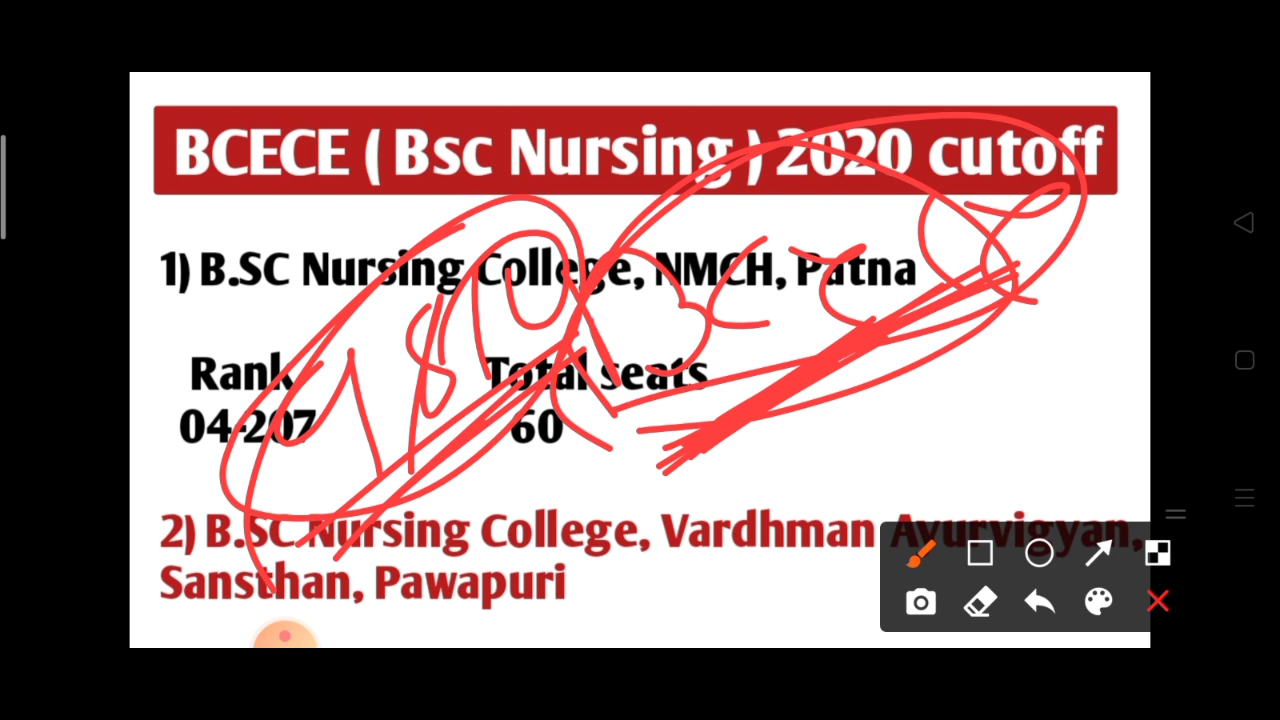 BCECE ( Bsc Nursing ) 2020 cutoff
1) B.SC Nursing College, NMCH, Patna
Rank Total seats
04-207 60
2) B.SC Nursing College, Vardhman Ayurvigyan,
Sansthan, Pawapuri